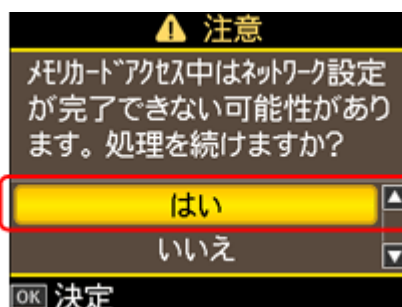 注意
ﾒﾓﾘｶｰﾄﾞｱｸｾｽ中はﾈｯﾄﾜｰｸ設定
が完了できない可能性があり
ます。処理を続けますか?
はい
いいえ
OK 決定